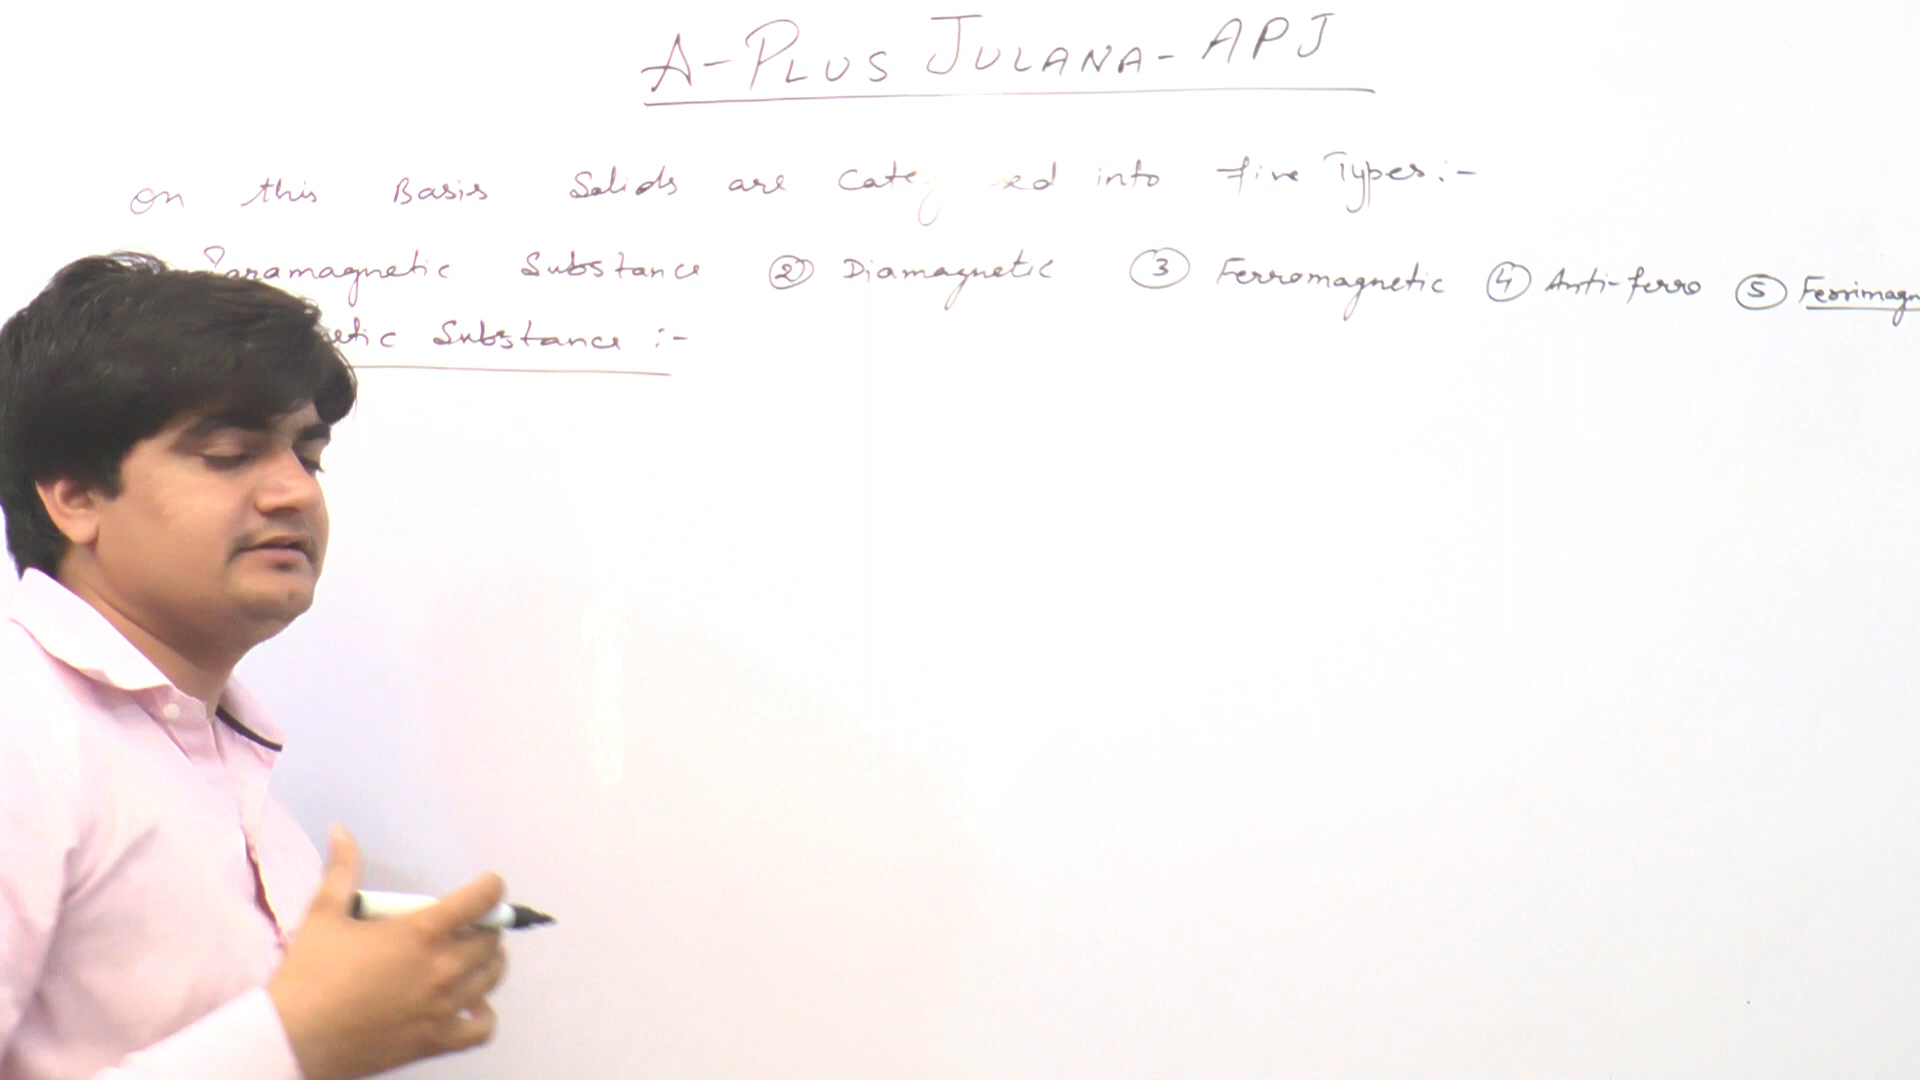 A-PLUS JULANA-APJ
On this Basis Solids are Cate ed into five Types:-
Paramagnetic Substance ② Diamagnetic ③ Ferromagnetic ④ Anti-ferro ⑤ Ferrimagn
etic Substance :-